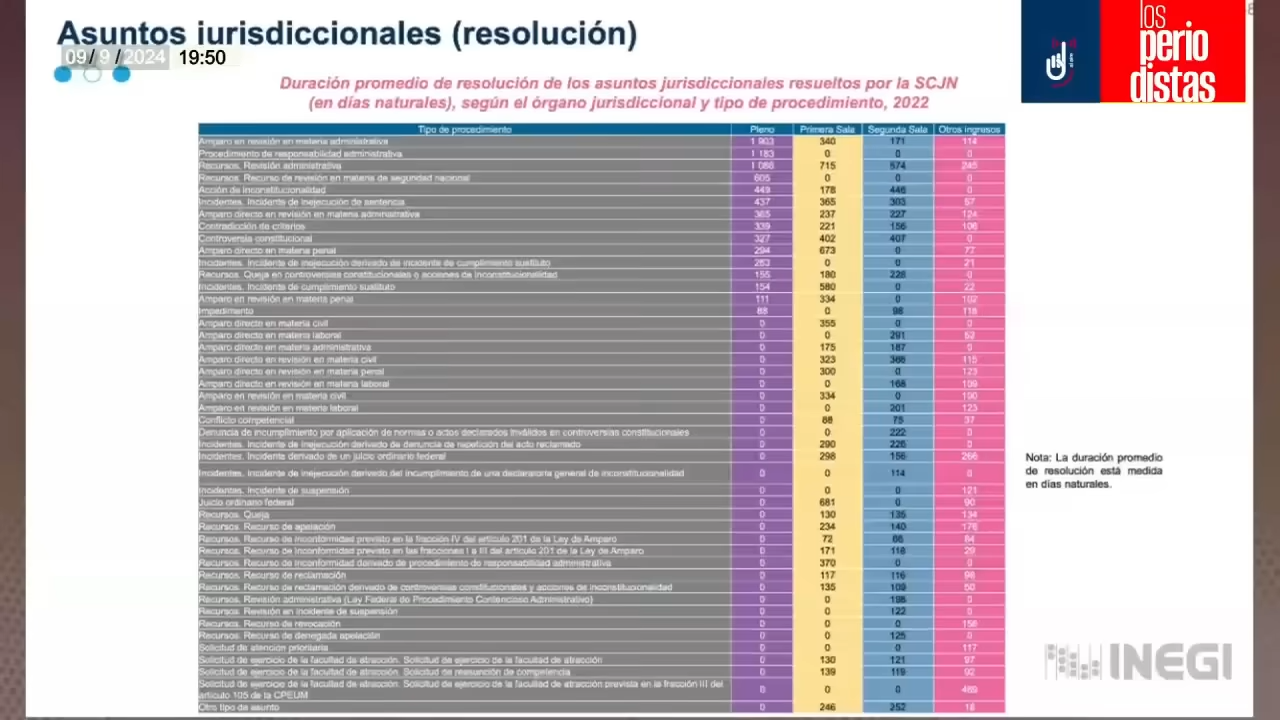 Asuntos jurisdiccionales (resolución)
09/9/2024 19:50
los
perio
distas
Duración promedio de resolución de los asuntos jurisdiccionales resueltos por la SCJN
(en días naturales), según el órgano jurisdiccional y tipo de procedimiento, 2022
Tipo de procedimiento Pleno Primera Sala Segunda Sala Otros ingresos
Amparo en revisión en materia administrativa 1 903 340 171 114
Procedimiento de responsabilidad administrativa 1 183 0 0 0
Recursos. Revisión administrativa 715 574 245
Recursos. Recurso de revisión en materia de seguridad nacional 605 0 0 0
Acción de inconstitucionalidad 449 178 446 0
Incidentes. Incidente de inejecución de sentencia 437 365 303 57
Amparo directo en revisión en materia administrativa 365 237 227 124
Contradicción de criterios 339 221 156 106
Controversia constitucional 327 402 407 0
Amparo directo en materia penal 294 673 0 77
Incidentes. Incidente de inejecución derivado de incidente de cumplimiento sustituto 263 0 0 21
Recursos. Queja en controversias constitucionales o acciones de inconstitucionalidad 155 180 228 0
Incidentes. Incidente de cumplimiento sustituto 154 580 0 22
Amparo en revisión en materia penal 111 334 0 102
Impedimento 88 0 98 118
Amparo directo en materia civil 0 355 0 0
Amparo directo en materia laboral 0 0 291 52
Amparo directo en materia administrativa 0 175 187 0
Amparo directo en revisión en materia civil 0 323 366 115
Amparo directo en revisión en materia penal 0 300 0 123
Amparo directo en revisión en materia laboral 0 0 168 109
Amparo en revisión en materia civil 0 334 0 190
Amparo en revisión en materia laboral 0 0 201 123
Conflicto competencial 0 88 75 37
Denuncia de incumplimiento por aplicación de normas o actos declarados inválidos en controversias constitucionales 0 0 222 0
Incidentes. Incidente de inejecución derivado de denuncia de repetición del acto reclamado 0 290 226 0
Incidentes. Incidente derivado de un juicio ordinario federal 0 298 156 266
Incidentes. Incidente de inejecución derivado del incumplimiento de una declaratoria general de inconstitucionalidad 0 0 114 0
Nota: La duración promedio
de resolución está medida
en días naturales.
Incidentes. Incidente de suspensión 0 0 0 121
Juicio ordinario federal 0 681 0 90
Recursos. Queja 0 130 135 134
Recursos. Recurso de apelación 0 234 140 178
Recursos. Recurso de inconformidad previsto en la fracción IV del artículo 201 de la Ley de Amparo 0 72 66 84
Recursos. Recurso de inconformidad previsto en las fracciones I a III del artículo 201 de la Ley de Amparo 0 171 118 29
Recursos. Recurso de inconformidad derivado de procedimiento de responsabilidad administrativa 0 370 0 0
Recursos. Recurso de reclamación 0 117 116 98
Recursos. Recurso de reclamación derivado de controversias constitucionales y acciones de inconstitucionalidad 0 135 109 50
Recursos. Revisión administrativa (Ley Federal de Procedimiento Contencioso Administrativo) 0 0 198 0
Recursos. Revisión en incidente de suspensión 0 0 122 0
Recursos. Recurso de revocación 0 0 0 158
Recursos. Recurso de denegada apelación 0 0 125 0
Solicitud de atención prioritaria 0 0 0 117
Solicitud de ejercicio de la facultad de atracción. Solicitud de ejercicio de la facultad de atracción 0 130 121 97
Solicitud de ejercicio de la facultad de atracción. Solicitud de reasunción de competencia 0 139 119 92
Solicitud de ejercicio de la facultad de atracción. Solicitud de ejercicio de la facultad de atracción prevista en la fracción III del
artículo 105 de la CPEUM 0 0 0 489
Otro tipo de asunto 0 246 252 18
INEGI